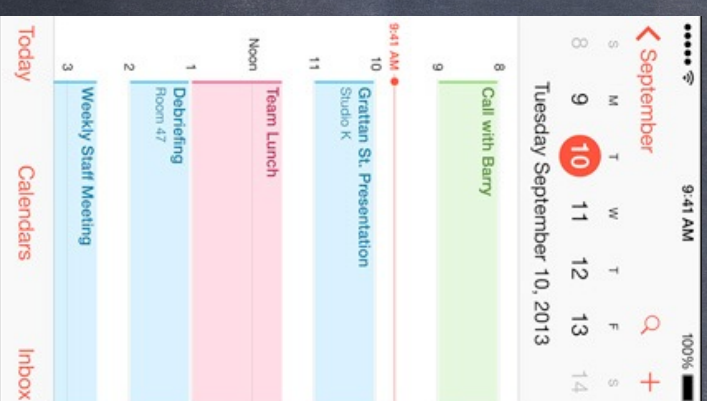 9:41 AM 100%
September
S M T W T F S
8 9 10 11 12 13 14
Tuesday September 10, 2013
8
Call with Barry
9
9:41 AM
10
Grattan St. Presentation
Studio K
11
Team Lunch
Noon
1
Debriefing
Room 47
2
Weekly Staff Meeting
3
Today Calendars Inbox